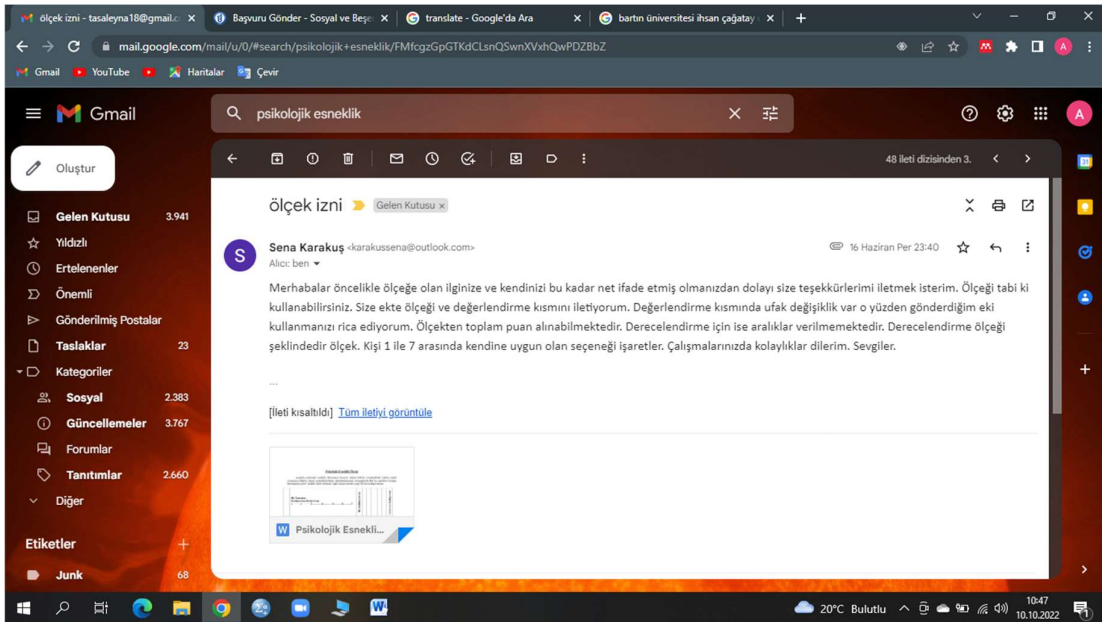 ölçek izni - tasaleyna18@gmail.c
Başvuru Gönder - Sosyal ve Beşe
translate - Google'da Ara
bartın üniversitesi ihsan çağatay
mail.google.com/mail/u/0/#search/psikolojik+esneklik/FMfcgzGpGTKdCLsnQSwnXVxhQwPDZBbZ
A
Gmail
YouTube
Haritalar
Çevir
Gmail
psikolojik esneklik
A
Oluştur
48 ileti dizisinden 3.
31
Gelen Kutusu 3.941
Yıldızlı
Ertelenenler
Önemli
Gönderilmiş Postalar
Taslaklar 23
Kategoriler
Sosyal 2.383
Güncellemeler 3.767
Forumlar
Tanıtımlar 2.660
Diğer
Etiketler
Junk 68
ölçek izni
Gelen Kutusu x
S
Sena Karakuş <karakussena@outlook.com>
16 Haziran Per 23:40
Alıcı: ben
Merhabalar öncelikle ölçeğe olan ilginize ve kendinizi bu kadar net ifade etmiş olmanızdan dolayı size teşekkürlerimi iletmek isterim. Ölçeği tabi ki
kullanabilirsiniz. Size ekte ölçeği ve değerlendirme kısmını iletiyorum. Değerlendirme kısmında ufak değişiklik var o yüzden gönderdiğim eki
kullanmanızı rica ediyorum. Ölçekten toplam puan alınabilmektedir. Derecelendirme için ise aralıklar verilmemektedir. Derecelendirme ölçeği
şeklindedir ölçek. Kişi 1 ile 7 arasında kendine uygun olan seçeneği işaretler. Çalışmalarınızda kolaylıklar dilerim. Sevgiler.
...
[İleti kısaltıldı] Tüm iletiyi görüntüle
W Psikolojik Esnekli...
W
20°C Bulutlu
10:47
10.10.2022
1